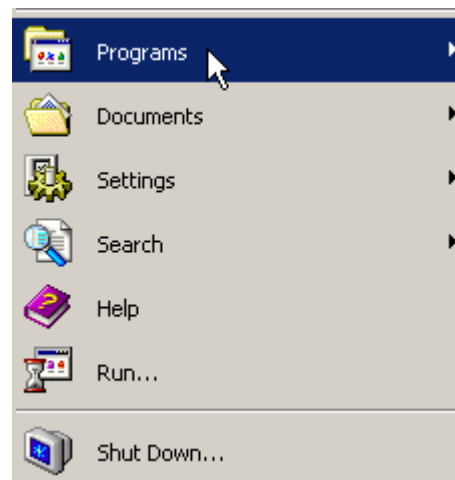 Programs
Documents
Settings
Search
Help
Run...
Shut Down...